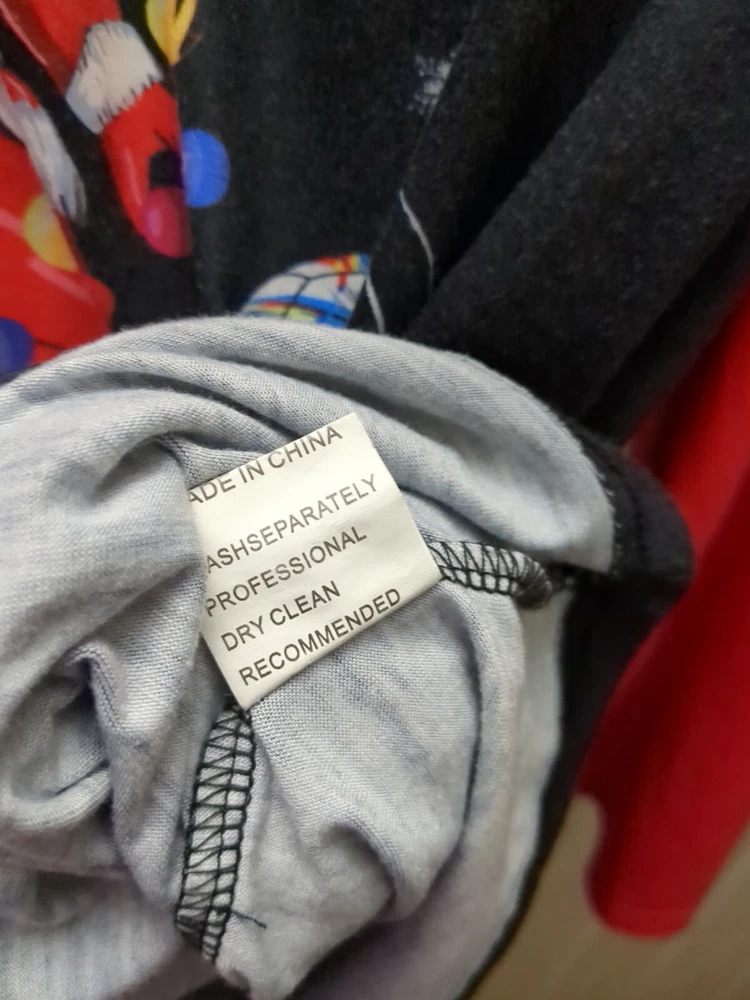 ADE IN CHINA
ASHSEPARATELY
PROFESSIONAL
DRY CLEAN
RECOMMENDED